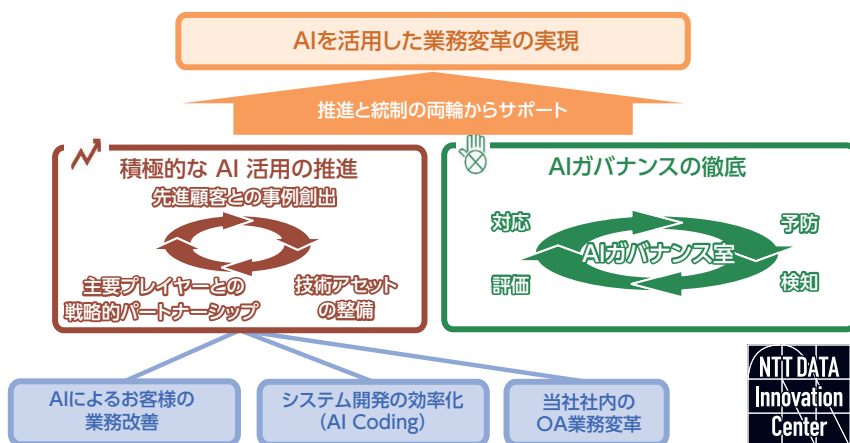 AIを活用した業務変革の実現
推進と統制の両輪からサポート
積極的な AI 活用の推進
先進顧客との事例創出
主要プレイヤーとの
戦略的パートナーシップ
技術アセット
の整備
AIガバナンスの徹底
対応
予防
AIガバナンス室
評価
検知
AIによるお客様の
業務改善
システム開発の効率化
（AI Coding）
当社社内の
OA業務変革
NTT DATA
Innovation
Center